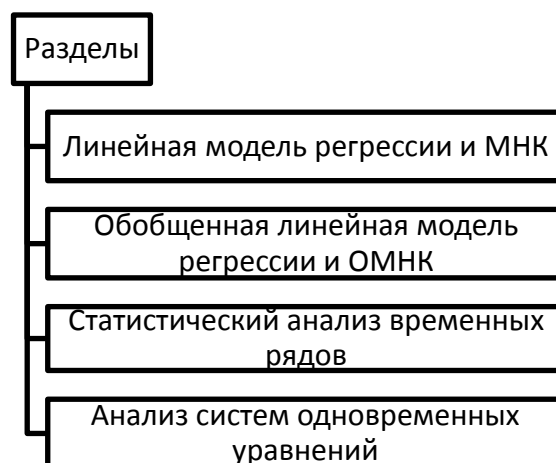 Разделы
Линейная модель регрессии и МНК
Обобщенная линейная модель
регрессии и ОМНК
Статистический анализ временных
рядов
Анализ систем одновременных
уравнений